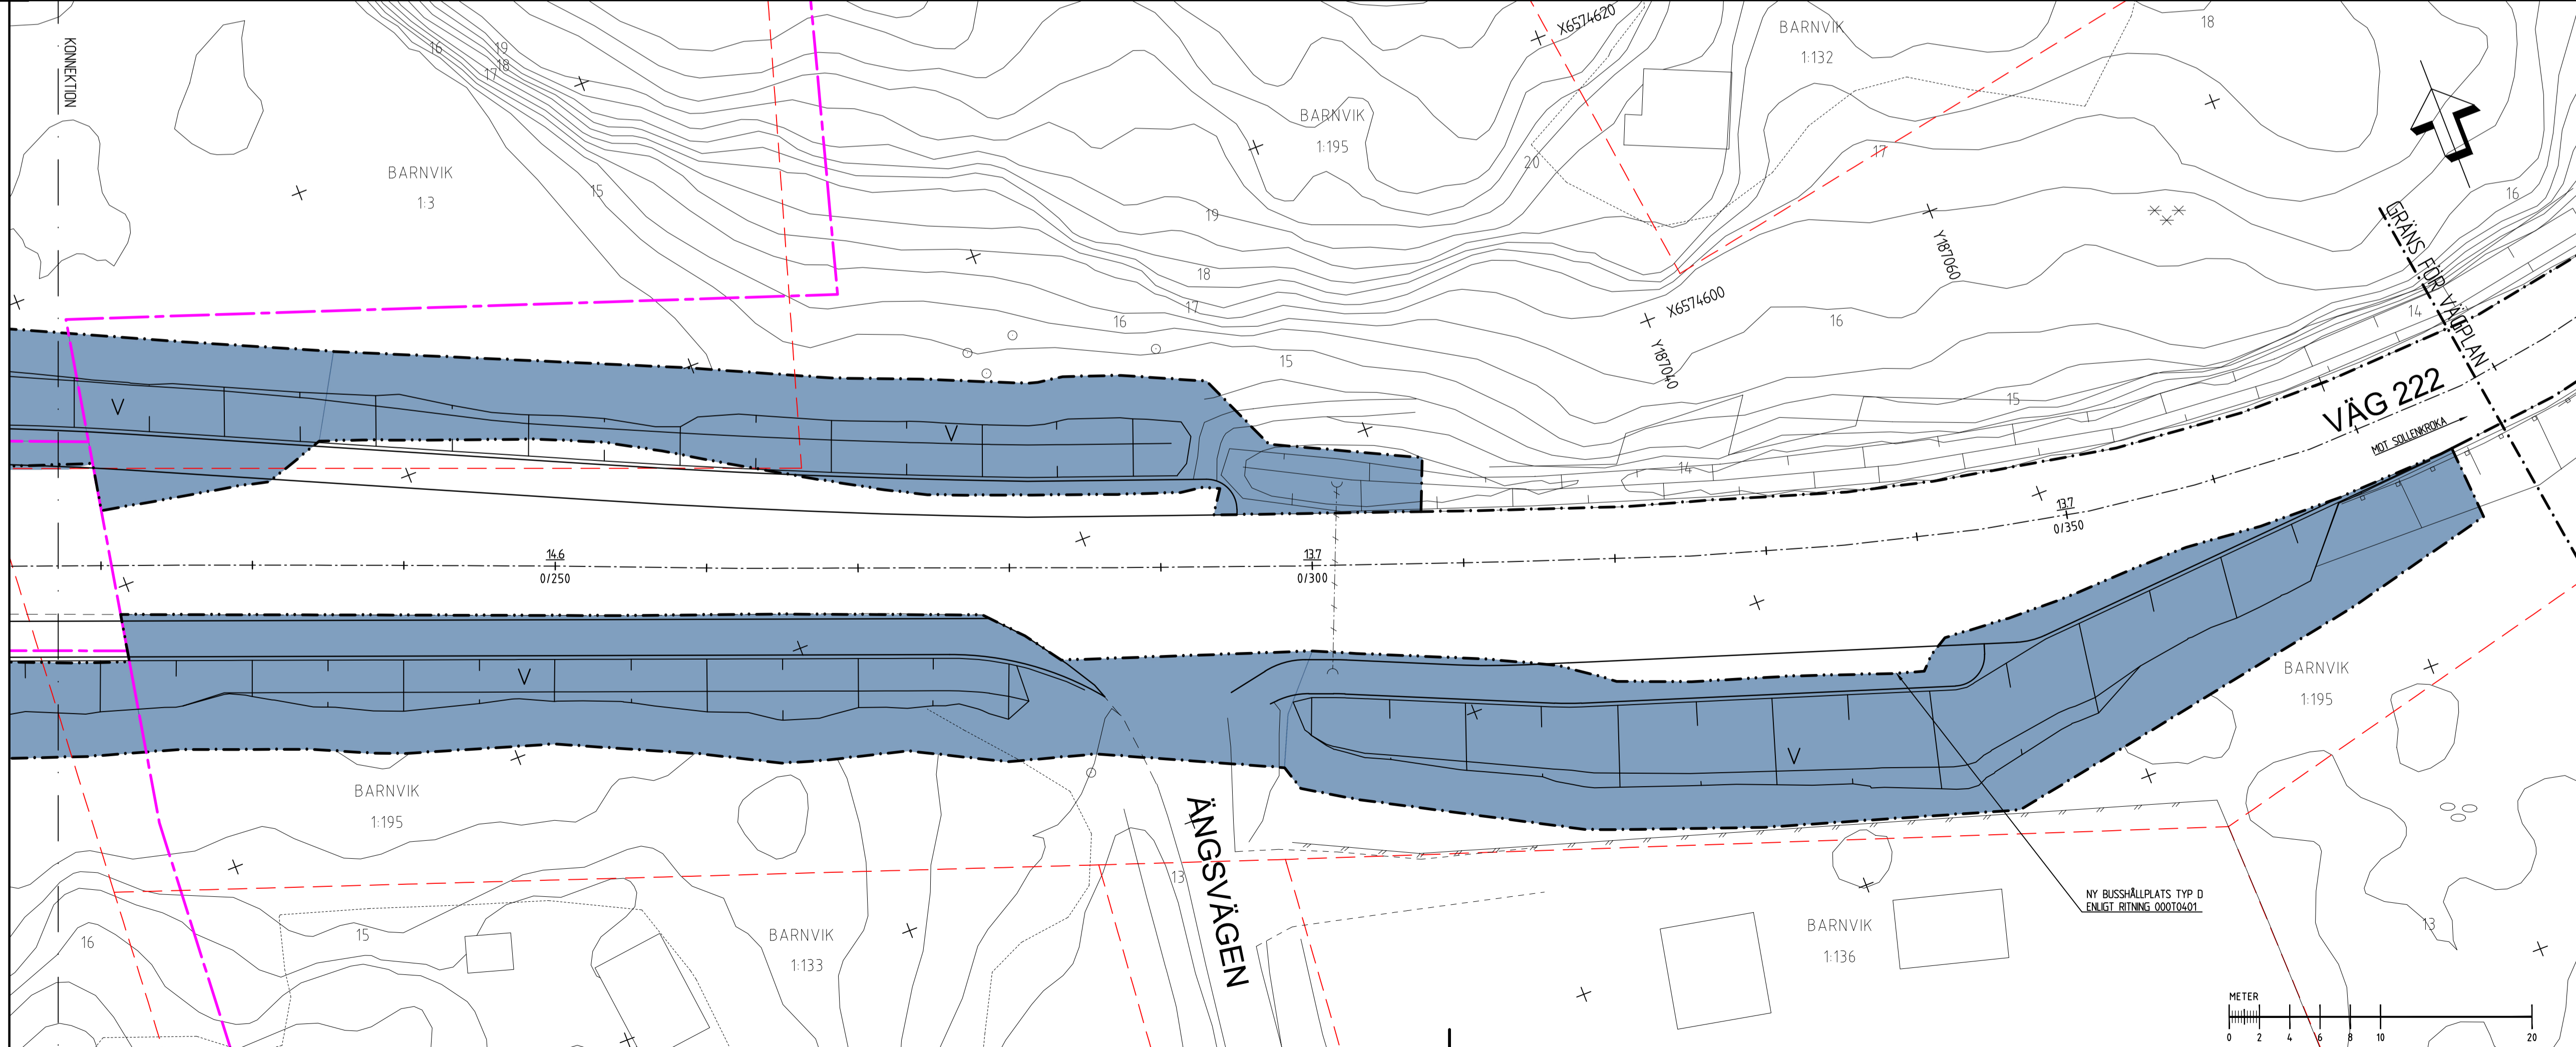 KONNEKTION
16
19
18
17
X6574620
BARNVIK
1:132
18
BARNVIK
1:195
20
17
BARNVIK
1:3
15
19
16
Y187060
GRÄNS FÖR VÄGPLAN
18
17
16
X6574600
16
14
15
Y187040
15
VÄG 222
MOT SOLLENKROKA
V
V
14
14.6
0/250
13.7
0/300
13.7
0/350
V
V
BARNVIK
1:195
BARNVIK
1:195
ÄNGSVÄGEN
13
NY BUSSHÅLLPLATS TYP D
ENLIGT RITNING 000T0401
16
15
BARNVIK
1:133
BARNVIK
1:136
13
METER
0 2 4 6 8 10 20